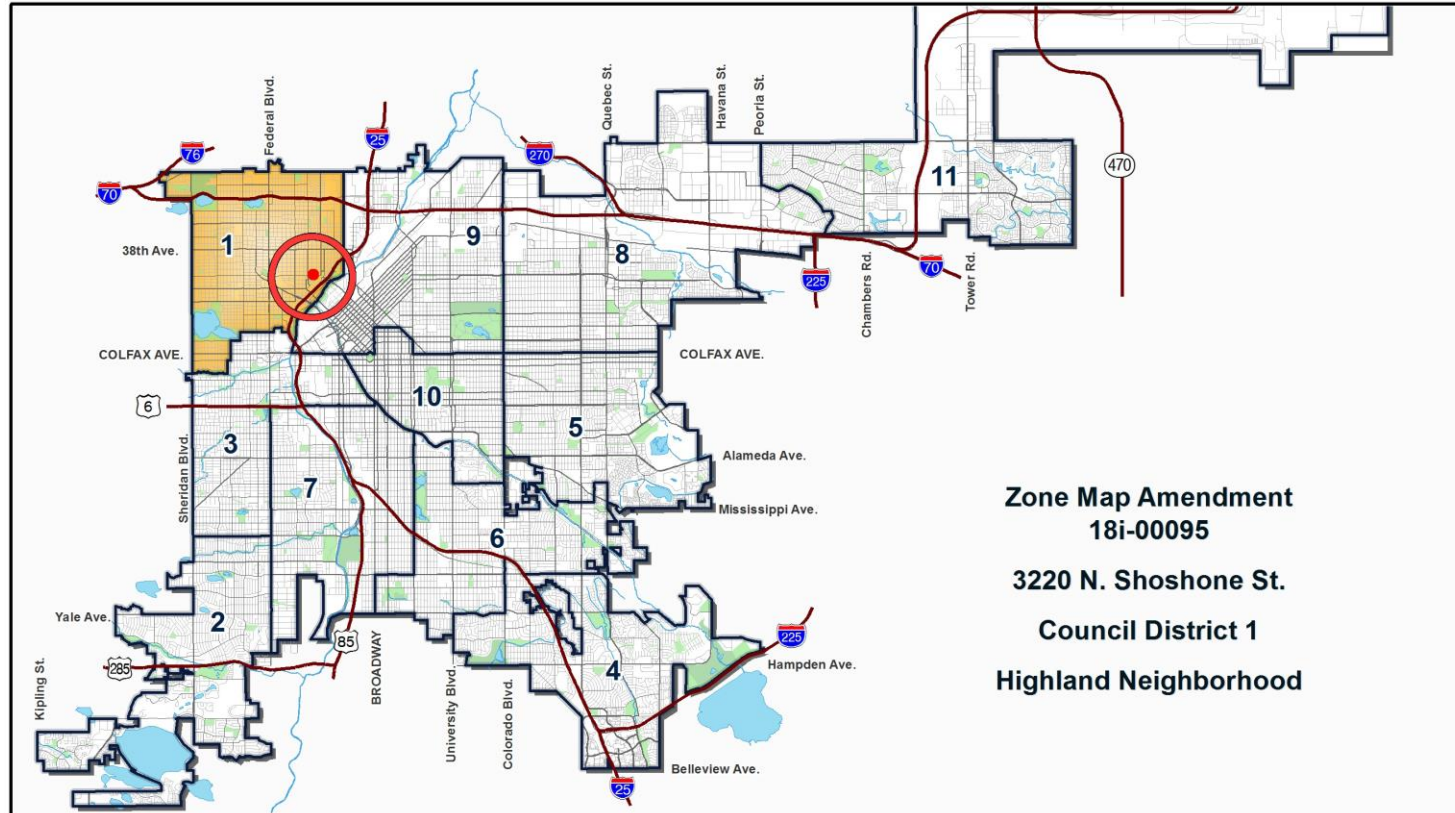 Federal Blvd.
Quebec St.
Havana St.
Peoria St.
76
25
270
70
470
11
38th Ave.
1
9
8
225
70
Chambers Rd.
Tower Rd.
COLFAX AVE.
COLFAX AVE.
10
6
5
3
Sheridan Blvd.
7
Alameda Ave.
Mississippi Ave.
6
Yale Ave.
2
85
285
225
Hampden Ave.
4
Kipling St.
BROADWAY
University Blvd.
Colorado Blvd.
Belleview Ave.
25
Zone Map Amendment
18i-00095
3220 N. Shoshone St.
Council District 1
Highland Neighborhood